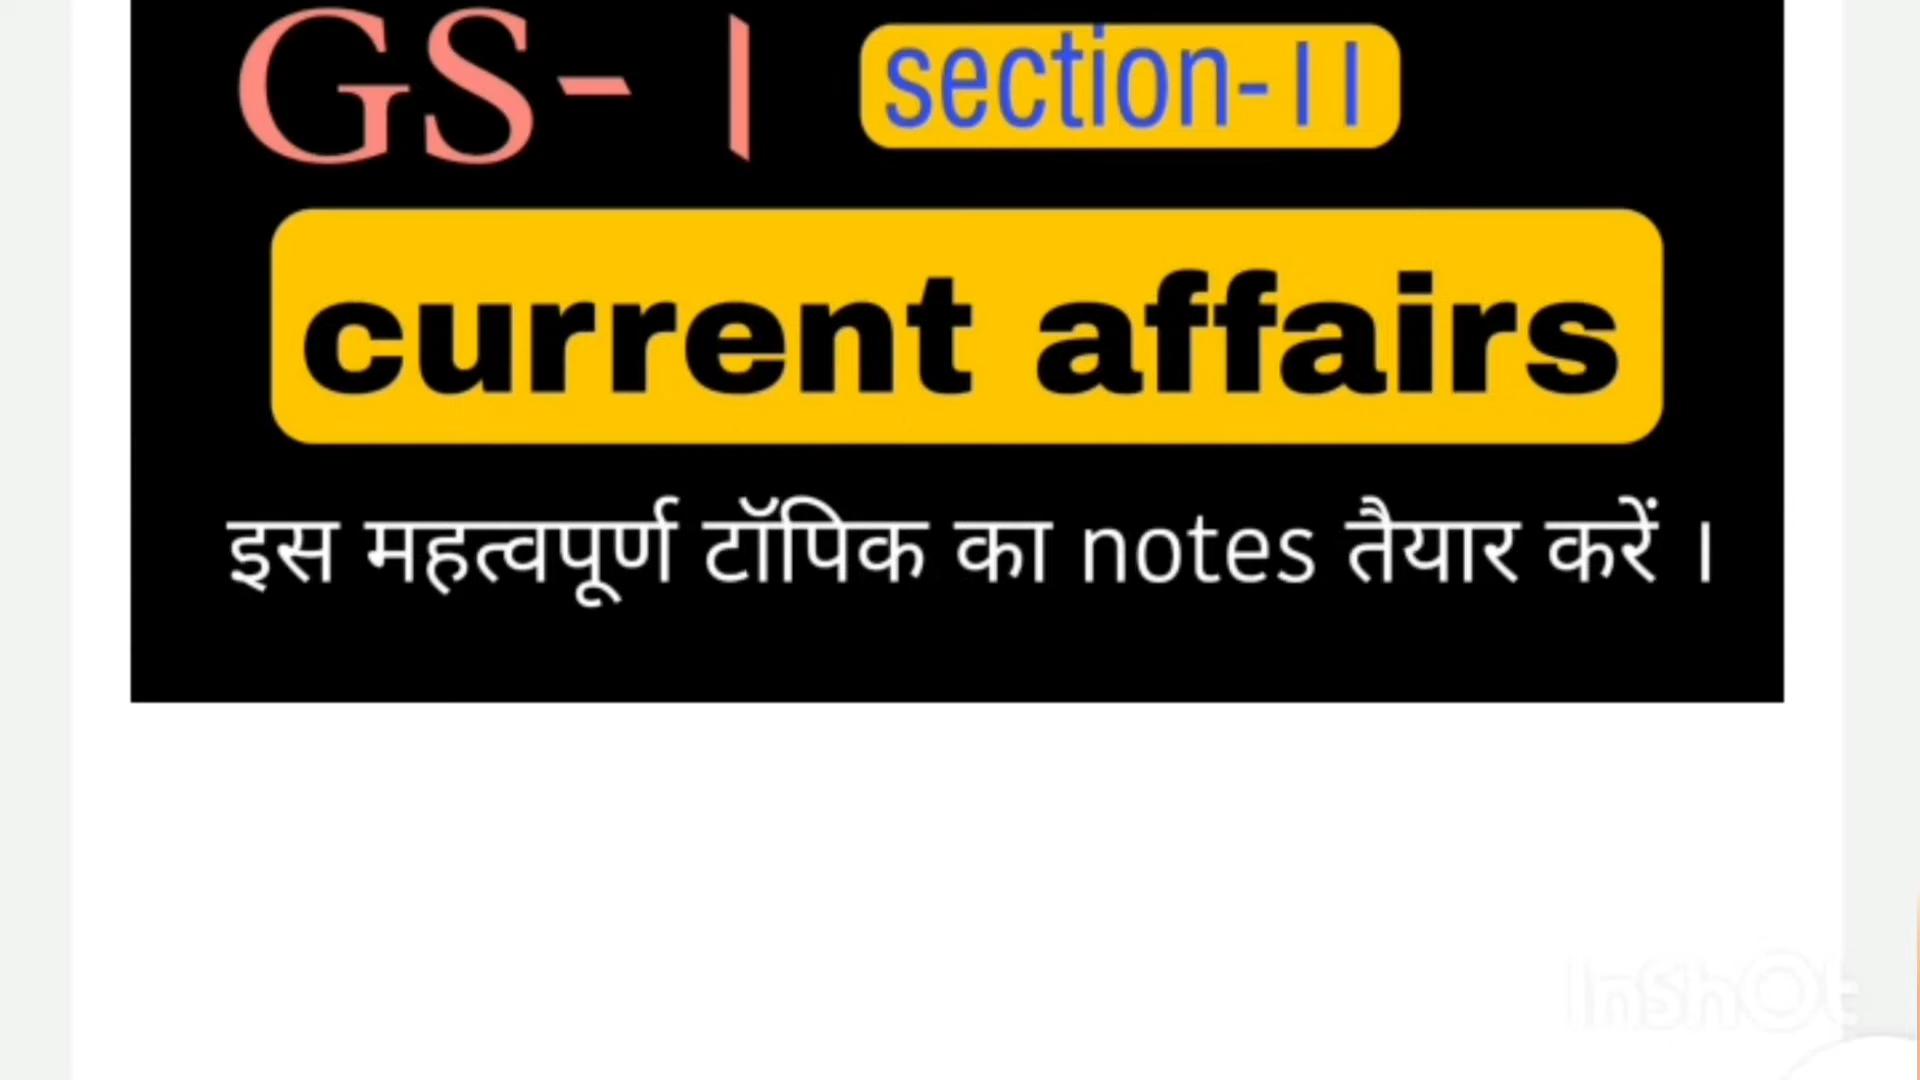 GS- I section-II
current affairs
इस महत्वपूर्ण टॉपिक का notes तैयार करें ।
InShOt